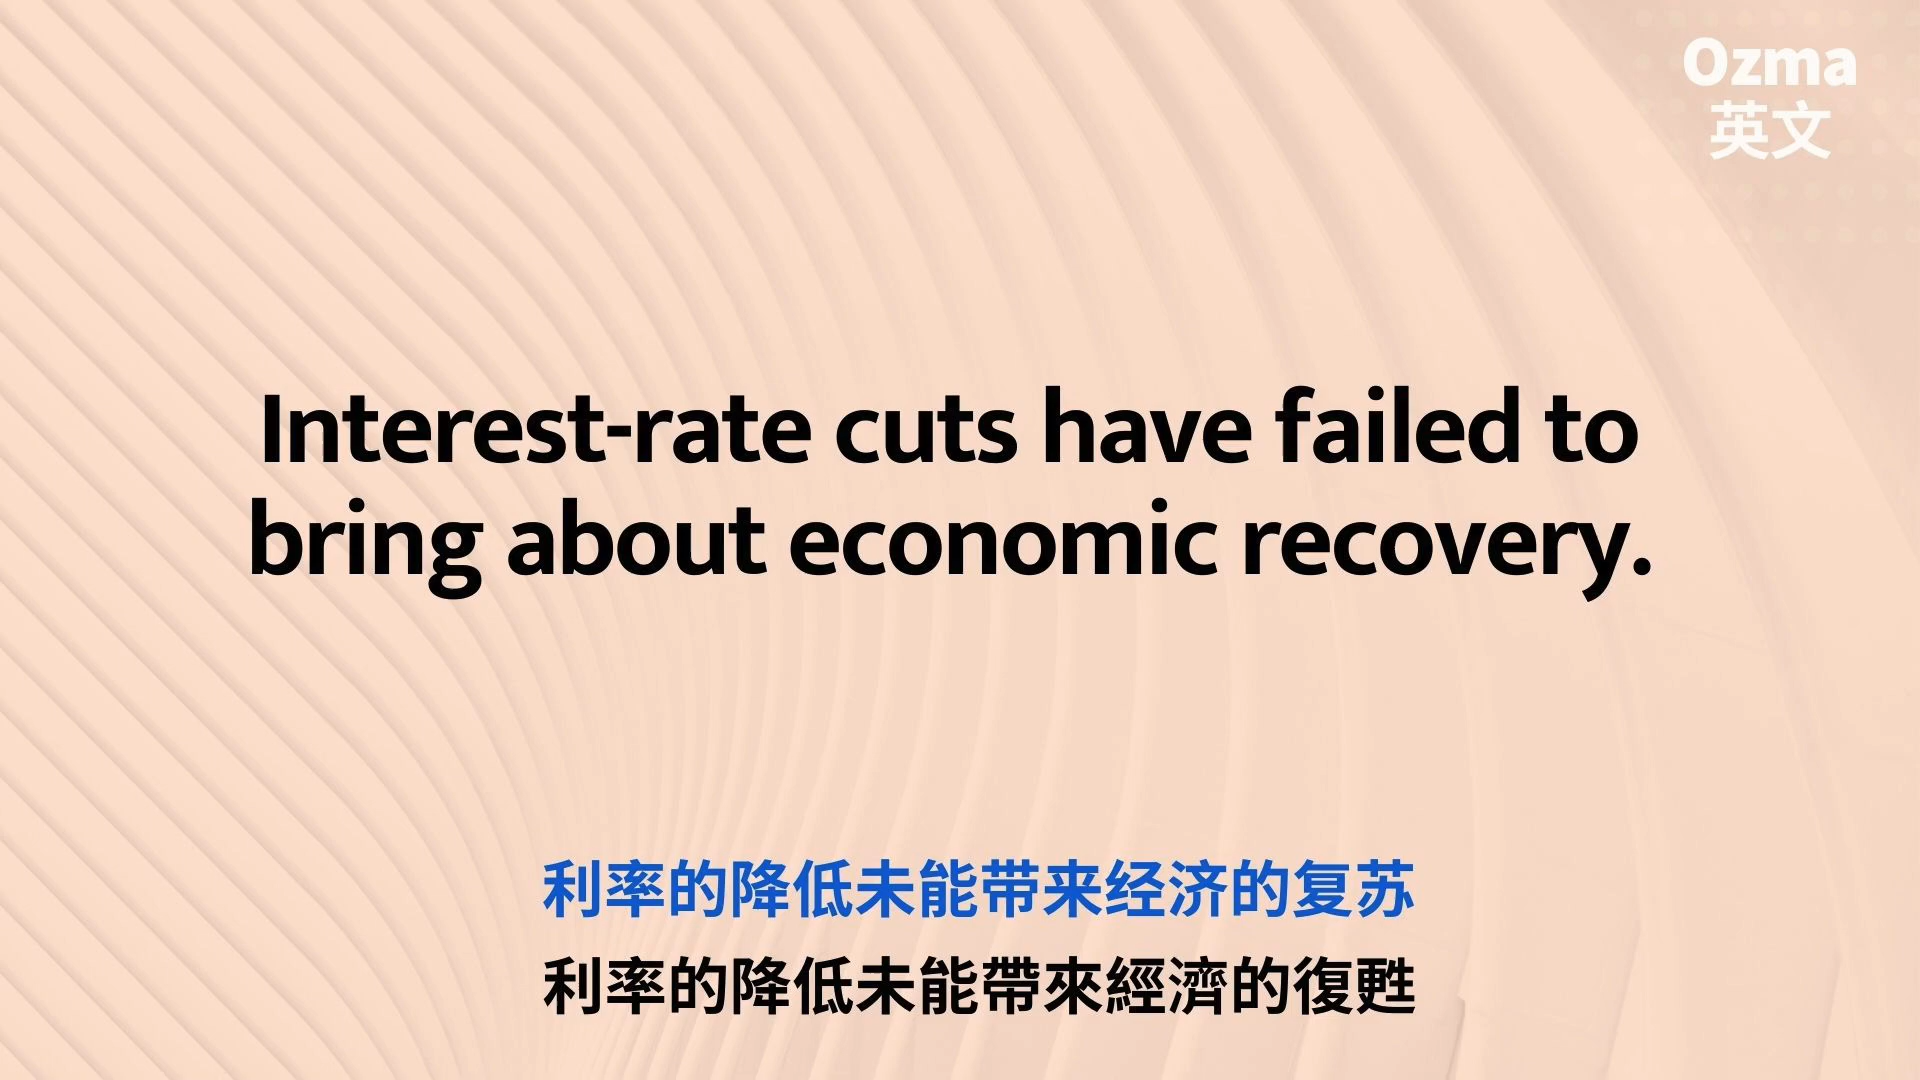 Ozma
英文
Interest-rate cuts have failed to
bring about economic recovery.
利率的降低未能带来经济的复苏
利率的降低未能帶來經濟的復甦